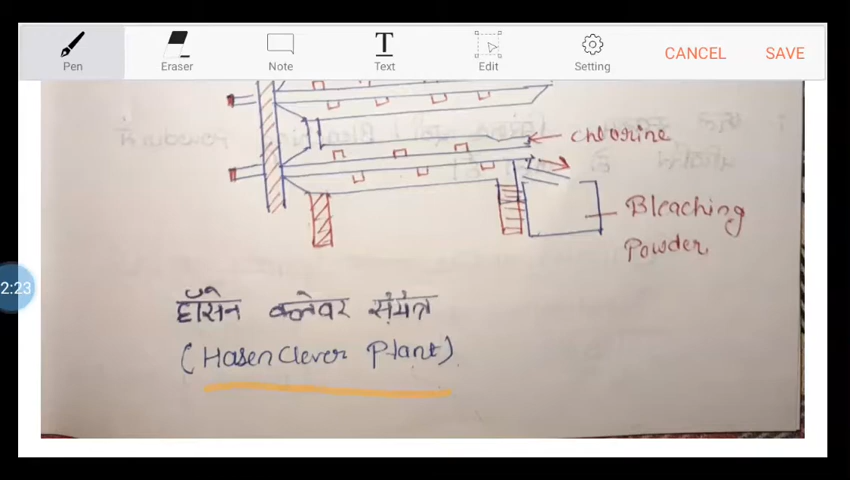 Pen
Eraser
Note
Text
Edit
Setting
CANCEL
SAVE
Chlorine
Bleaching
Powder
हॉसेन क्लेवर संयंत्र
(Hasen Clever Plant)
2:23